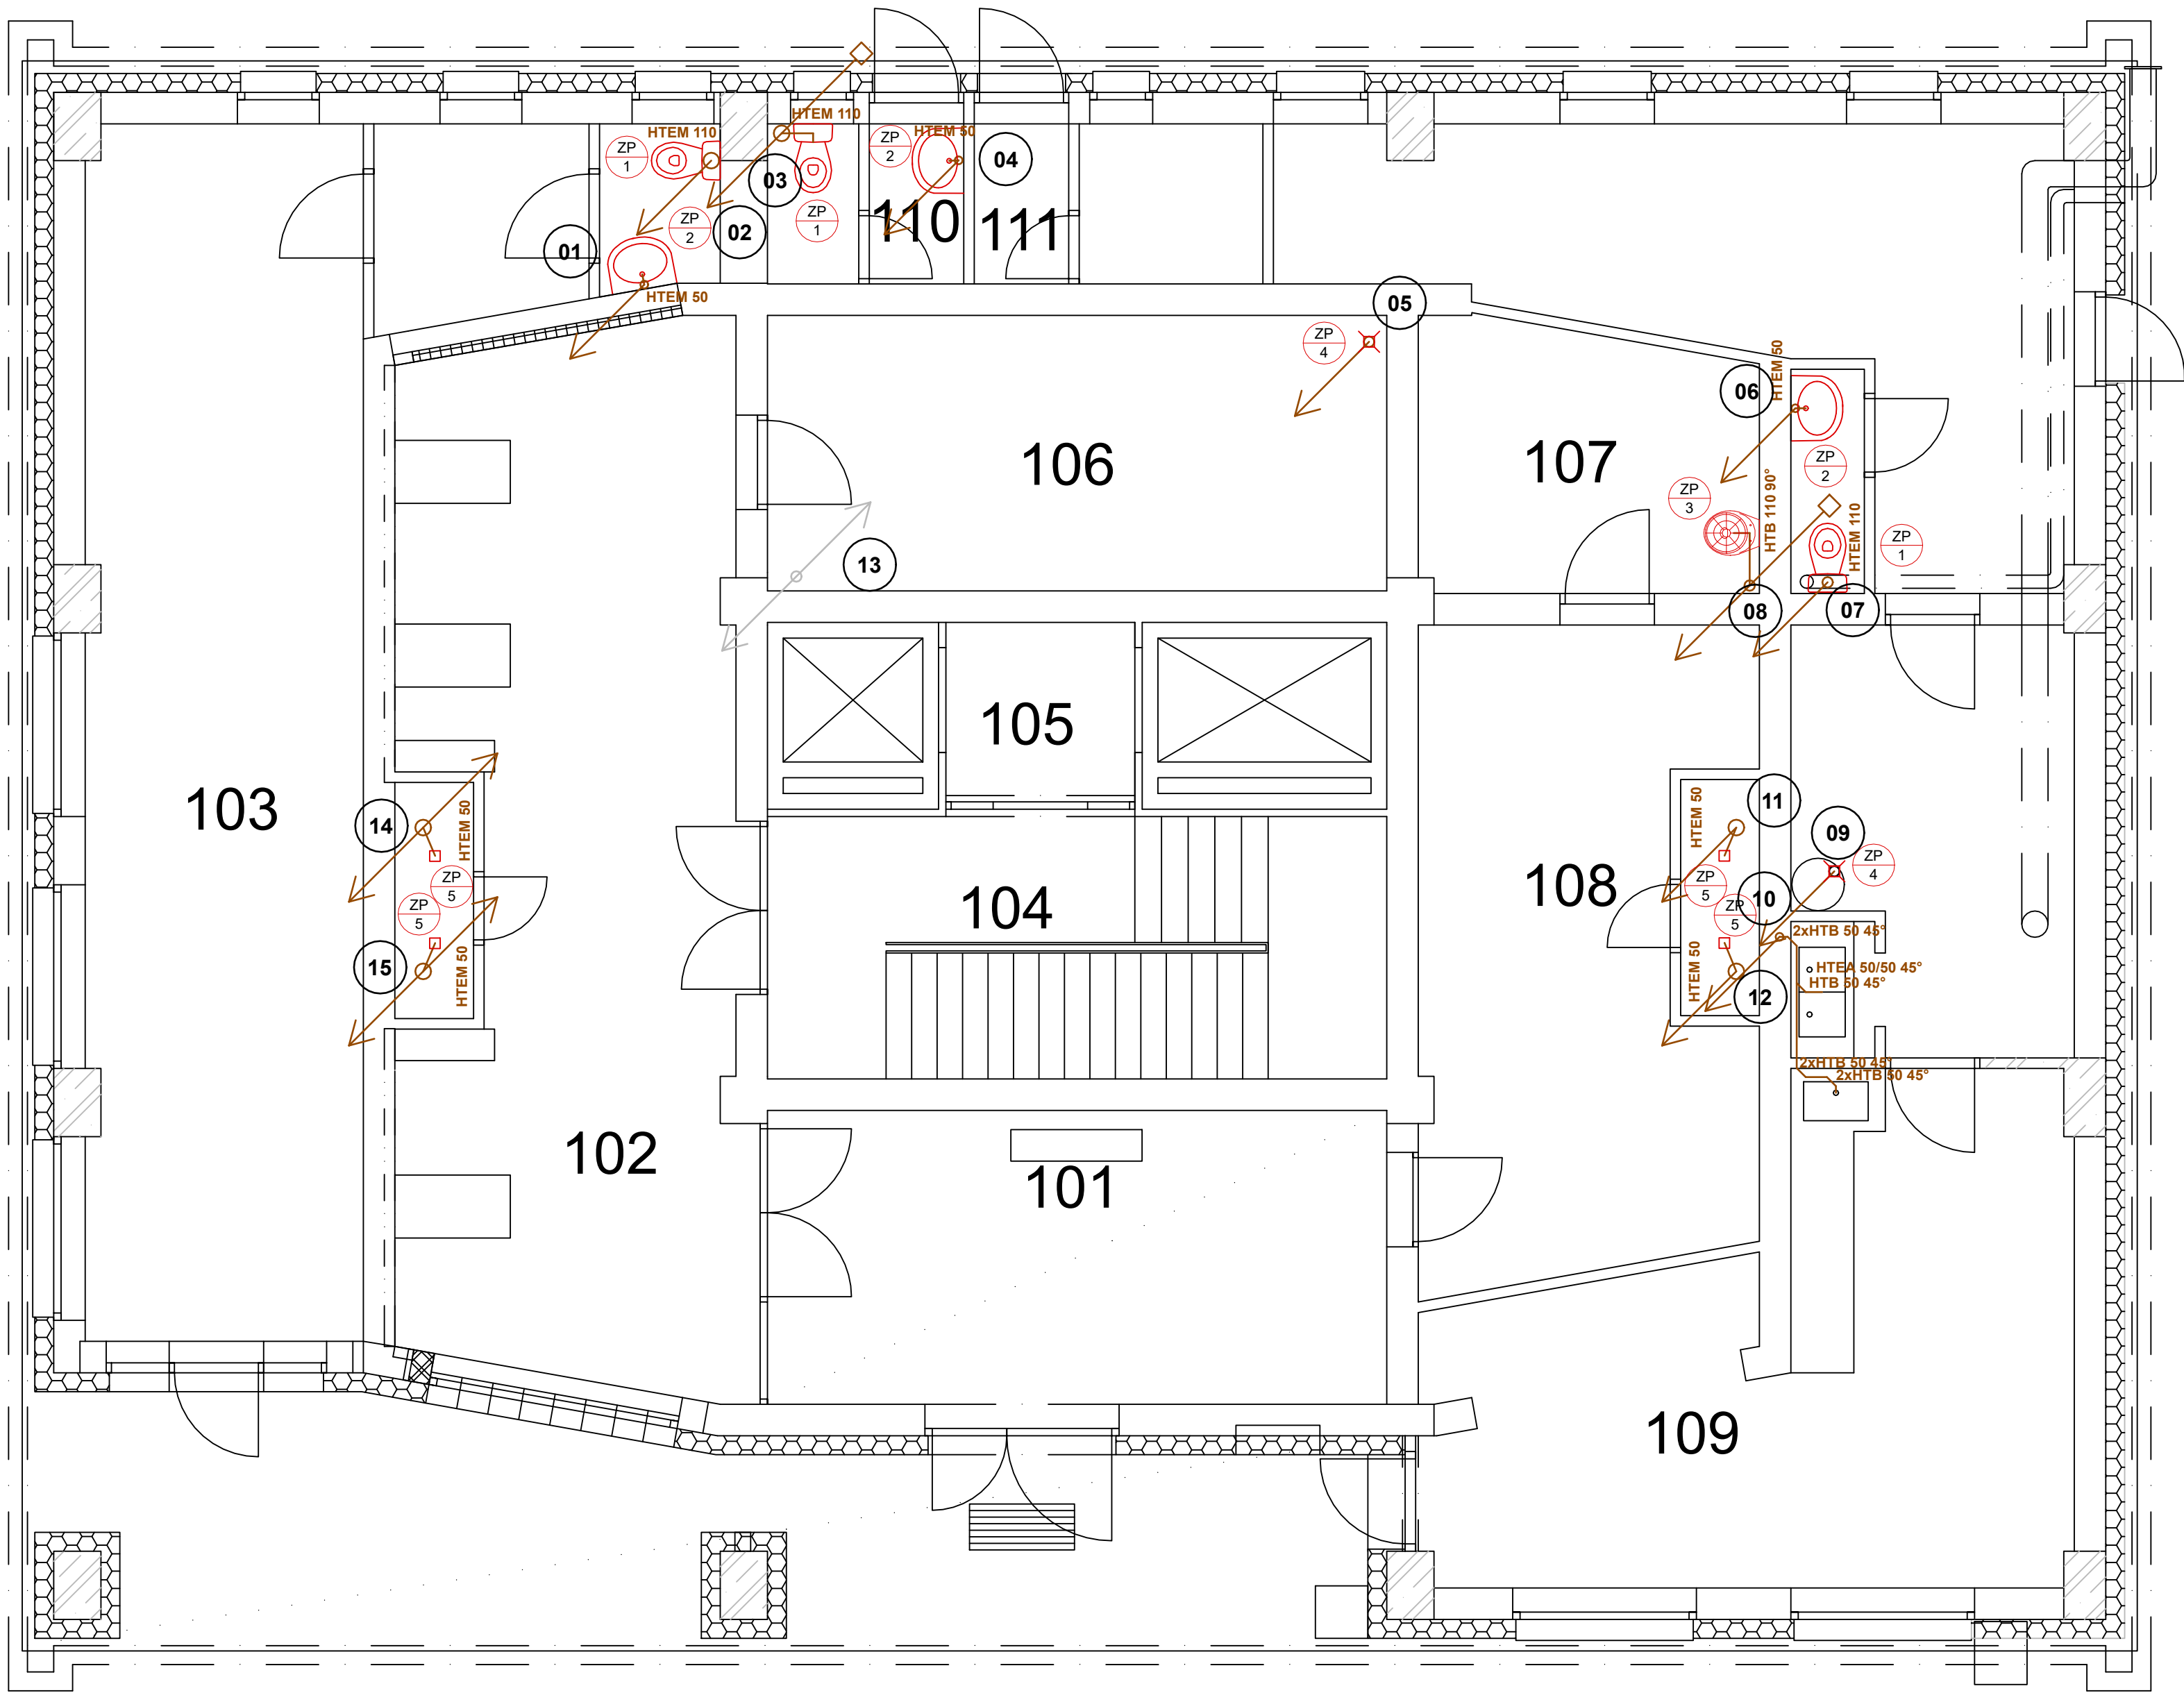 HTEM 110
HTEM 110
HTEM 50
ZP
1
ZP
2
ZP
2
ZP
1
01
02
03
04
110
111
HTEM 50
05
ZP
4
06
HTEM 50
106
107
ZP
2
ZP
3
HTB 110 90°
HTEM 110
ZP
1
13
08
07
105
103
14
HTEM 50
ZP
5
ZP
5
15
HTEM 50
11
HTEM 50
09
ZP
4
ZP
5
10
ZP
5
104
108
2xHTB 50 45°
HTEA 50/50 45°
HTB 50 45°
HTEM 50
12
2xHTB 50 45°
2xHTB 50 45°
102
101
109